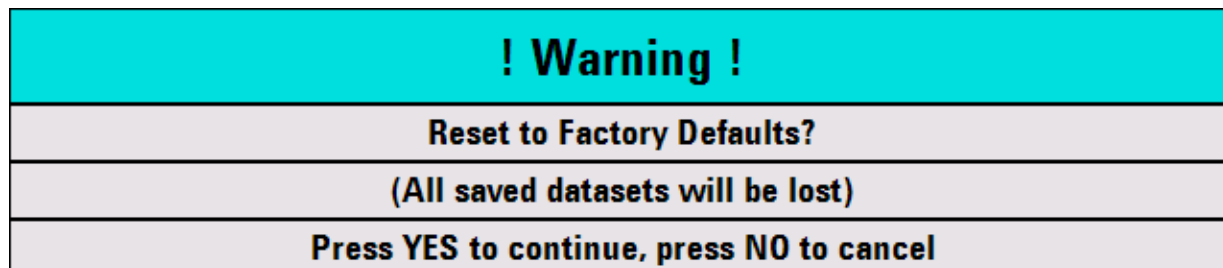 ! Warning !
Reset to Factory Defaults?
(All saved datasets will be lost)
Press YES to continue, press NO to cancel